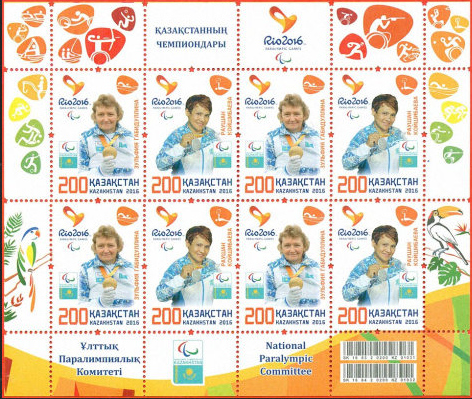 ҚАЗАҚСТАННЫҢ
ЧЕМПИОНДАРЫ
RIO2016
RIO2016
ЗУЛЬФИЯ ГАБИДУЛЛИНА
200 ҚАЗАҚСТАН
KAZAKHSTAN 2016
RIO2016
РАУШАН КОЙШИБАЕВА
200 ҚАЗАҚСТАН
KAZAKHSTAN 2016
RIO2016
ЗУЛЬФИЯ ГАБИДУЛЛИНА
200 ҚАЗАҚСТАН
KAZAKHSTAN 2016
RIO2016
РАУШАН КОЙШИБАЕВА
200 ҚАЗАҚСТАН
KAZAKHSTAN 2016
RIO2016
ЗУЛЬФИЯ ГАБИДУЛЛИНА
200 ҚАЗАҚСТАН
KAZAKHSTAN 2016
RIO2016
РАУШАН КОЙШИБАЕВА
200 ҚАЗАҚСТАН
KAZAKHSTAN 2016
RIO2016
ЗУЛЬФИЯ ГАБИДУЛЛИНА
200 ҚАЗАҚСТАН
KAZAKHSTAN 2016
RIO2016
РАУШАН КОЙШИБАЕВА
200 ҚАЗАҚСТАН
KAZAKHSTAN 2016
Ұлттық
Паралимпиялық
Комитеті
KAZAKHSTAN
National
Paralympic
Committee